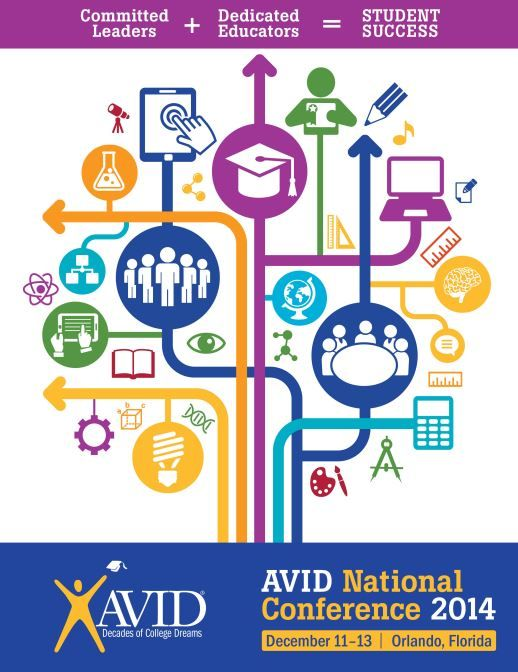 Committed Leaders + Dedicated Educators = STUDENT SUCCESS
a b c
AVID®
Decades of College Dreams
AVID National
Conference 2014
December 11–13 | Orlando, Florida